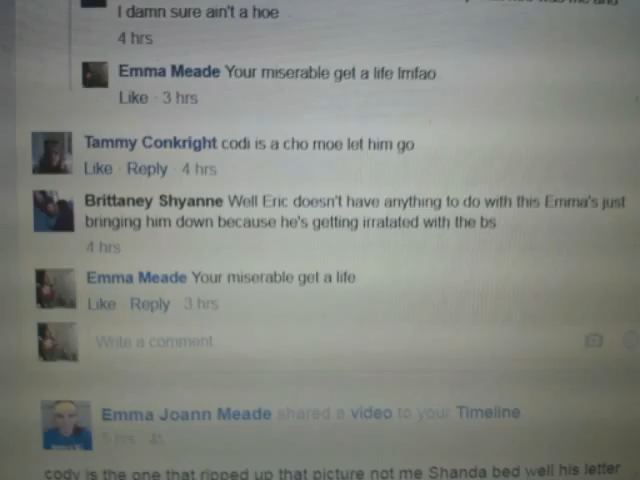 I damn sure ain't a hoe
4 hrs
Emma Meade Your miserable get a life lmfao
Like · 3 hrs
Tammy Conkright codi is a cho moe let him go
Like · Reply · 4 hrs
Brittaney Shyanne Well Eric doesn't have anything to do with this Emma's just
bringing him down because he's getting irratated with the bs
4 hrs
Emma Meade Your miserable get a life
Like Reply 3 hrs
Write a comment
Emma Joann Meade shared a video to your Timeline
5 hrs
cody is the one that ripped up that picture not me Shanda bed well his letter